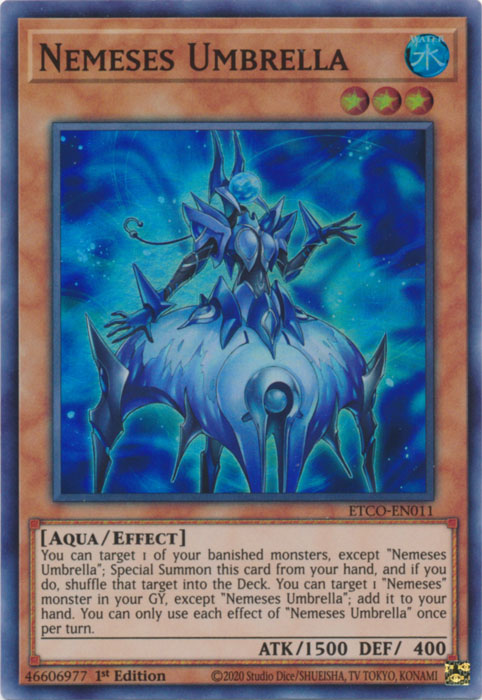 NEMESES UMBRELLA
WATER
水
ETCO-EN011
[AQUA/EFFECT]
You can target 1 of your banished monsters, except "Nemeses
Umbrella"; Special Summon this card from your hand, and if you
do, shuffle that target into the Deck. You can target 1 "Nemeses"
monster in your GY, except "Nemeses Umbrella"; add it to your
hand. You can only use each effect of "Nemeses Umbrella" once
per turn.
ATK/1500 DEF/ 400
46606977 1st Edition ©2020 Studio Dice/SHUEISHA, TV TOKYO, KONAMI